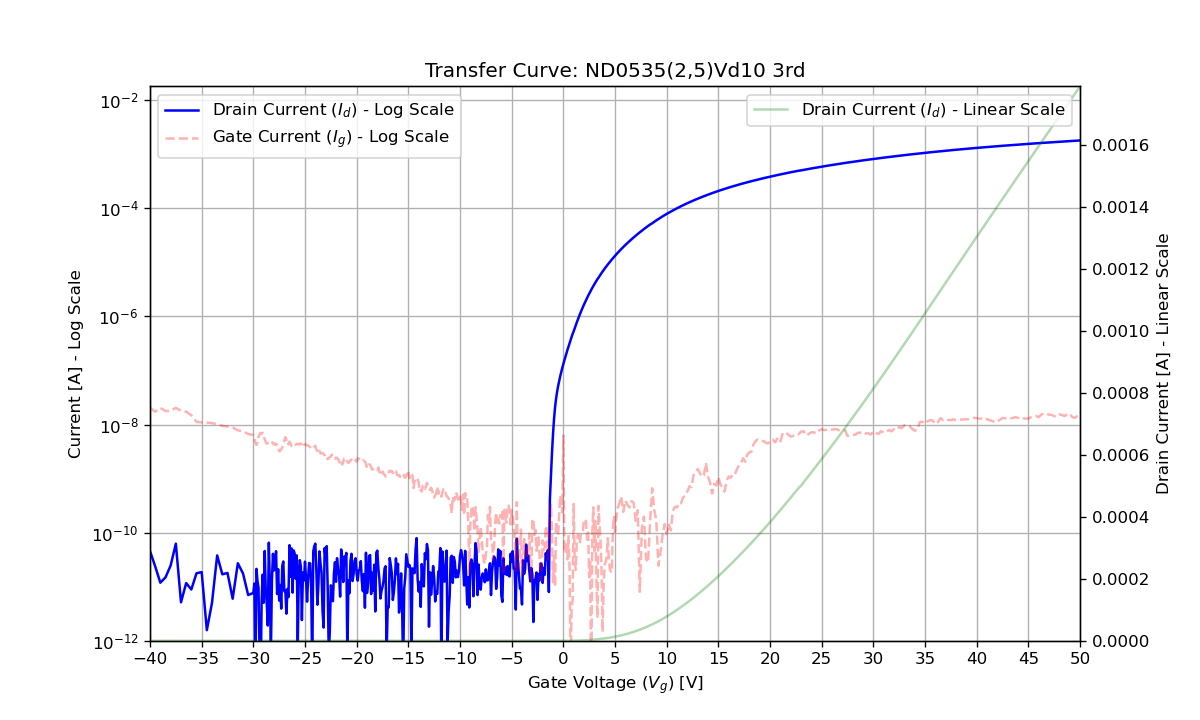 Transfer Curve: ND0535(2,5)Vd10 3rd
Drain Current (I_d) - Log Scale
Gate Current (I_g) - Log Scale
Drain Current (I_d) - Linear Scale
Current [A] - Log Scale
10^−2
10^−4
10^−6
10^−8
10^−10
10^−12
Drain Current [A] - Linear Scale
0.0016
0.0014
0.0012
0.0010
0.0008
0.0006
0.0004
0.0002
0.0000
−40 −35 −30 −25 −20 −15 −10 −5 0 5 10 15 20 25 30 35 40 45 50
Gate Voltage (V_g) [V]